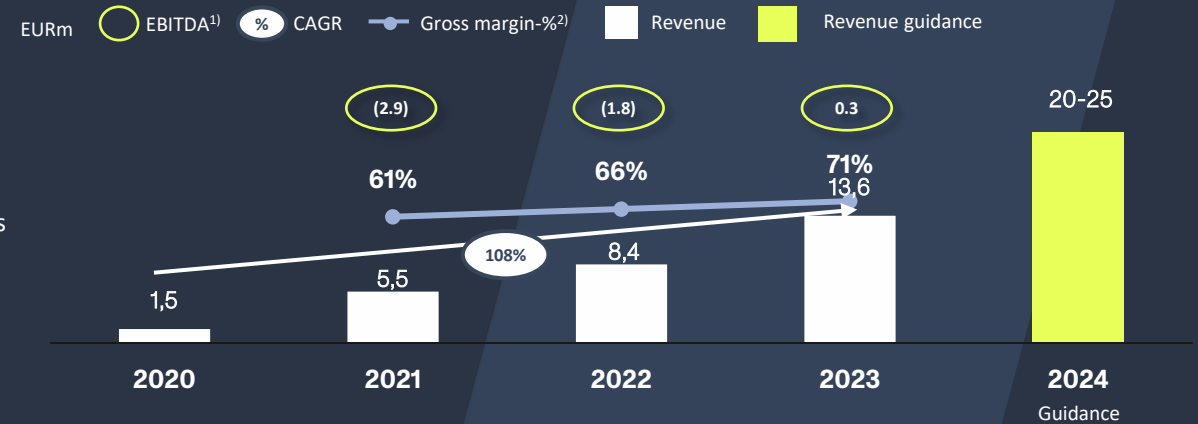 EURm EBITDA¹⁾ % CAGR Gross margin-%²⁾ Revenue Revenue guidance
(2.9) (1.8) 0.3 20-25
61% 66% 71%
13,6
s
108%
1,5 5,5 8,4
2020 2021 2022 2023 2024
Guidance